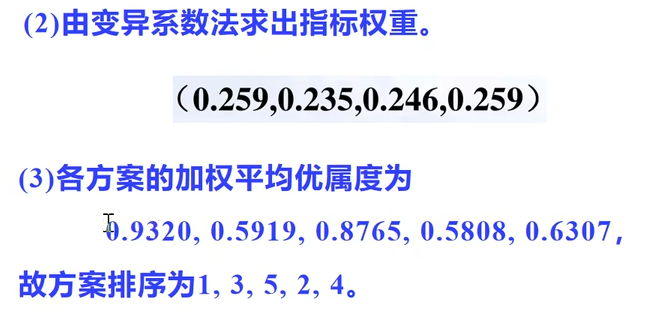 (2)由变异系数法求出指标权重。
（0.259,0.235,0.246,0.259）
(3)各方案的加权平均优属度为
0.9320, 0.5919, 0.8765, 0.5808, 0.6307，
故方案排序为1, 3, 5, 2, 4。